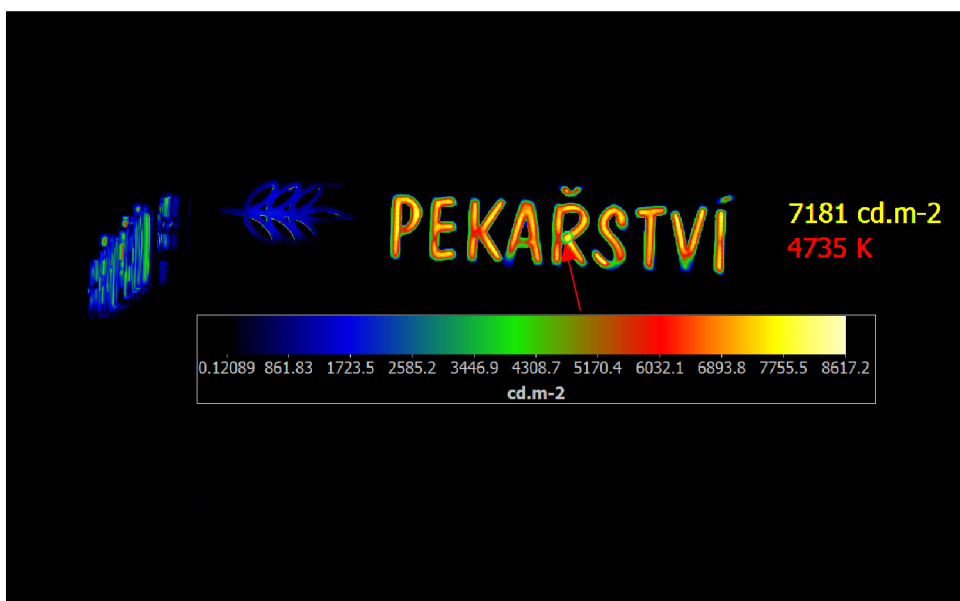 PEKAŘSTVÍ
7181 cd.m-2
4735 K
0.12089 861.83 1723.5 2585.2 3446.9 4308.7 5170.4 6032.1 6893.8 7755.5 8617.2
cd.m-2